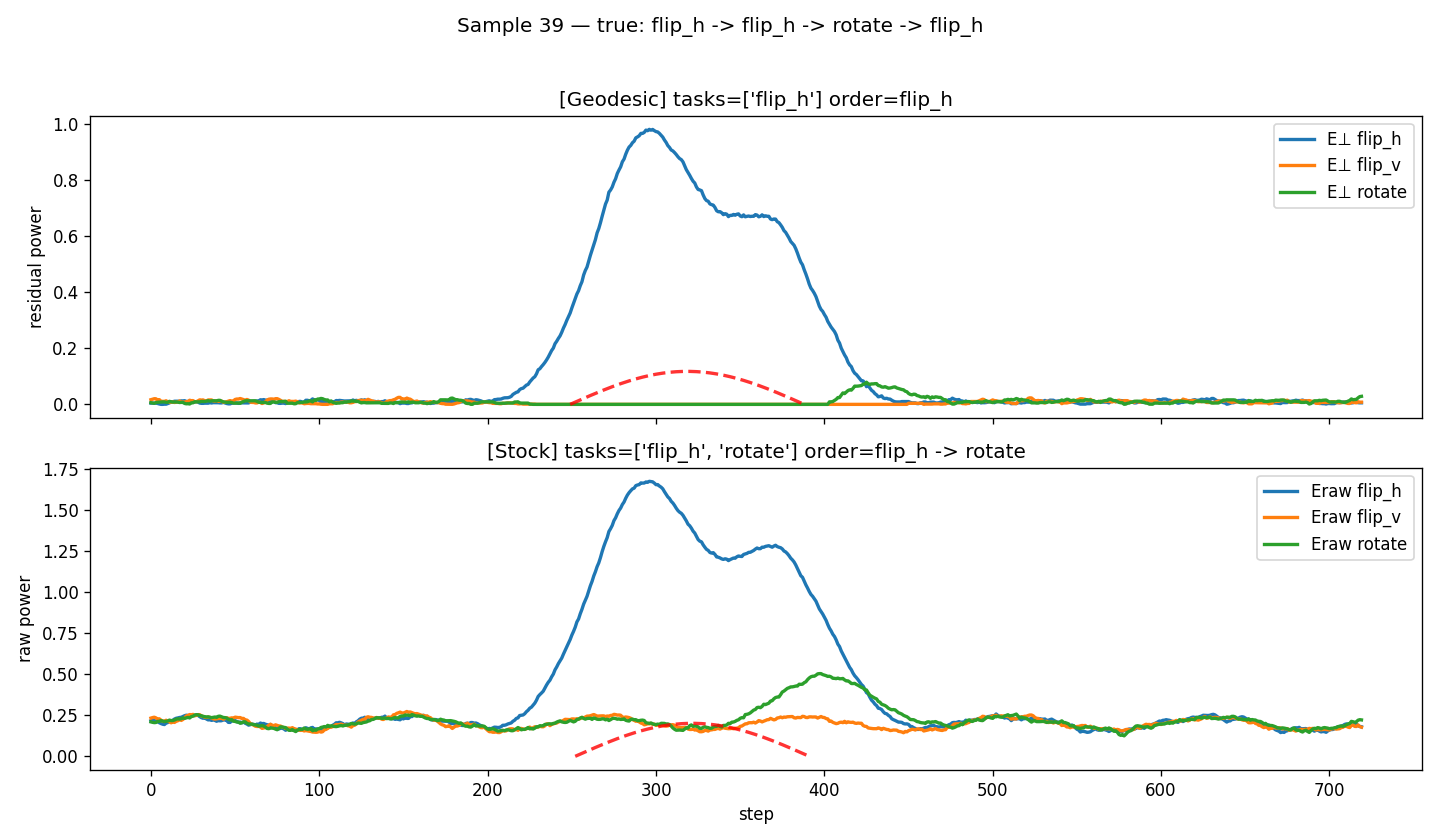 Sample 39 — true: flip_h -> flip_h -> rotate -> flip_h
[Geodesic] tasks=['flip_h'] order=flip_h
1.0
0.8
0.6
0.4
0.2
0.0
residual power
E⊥ flip_h
E⊥ flip_v
E⊥ rotate
[Stock] tasks=['flip_h', 'rotate'] order=flip_h -> rotate
1.75
1.50
1.25
1.00
0.75
0.50
0.25
0.00
raw power
Eraw flip_h
Eraw flip_v
Eraw rotate
0 100 200 300 400 500 600 700
step